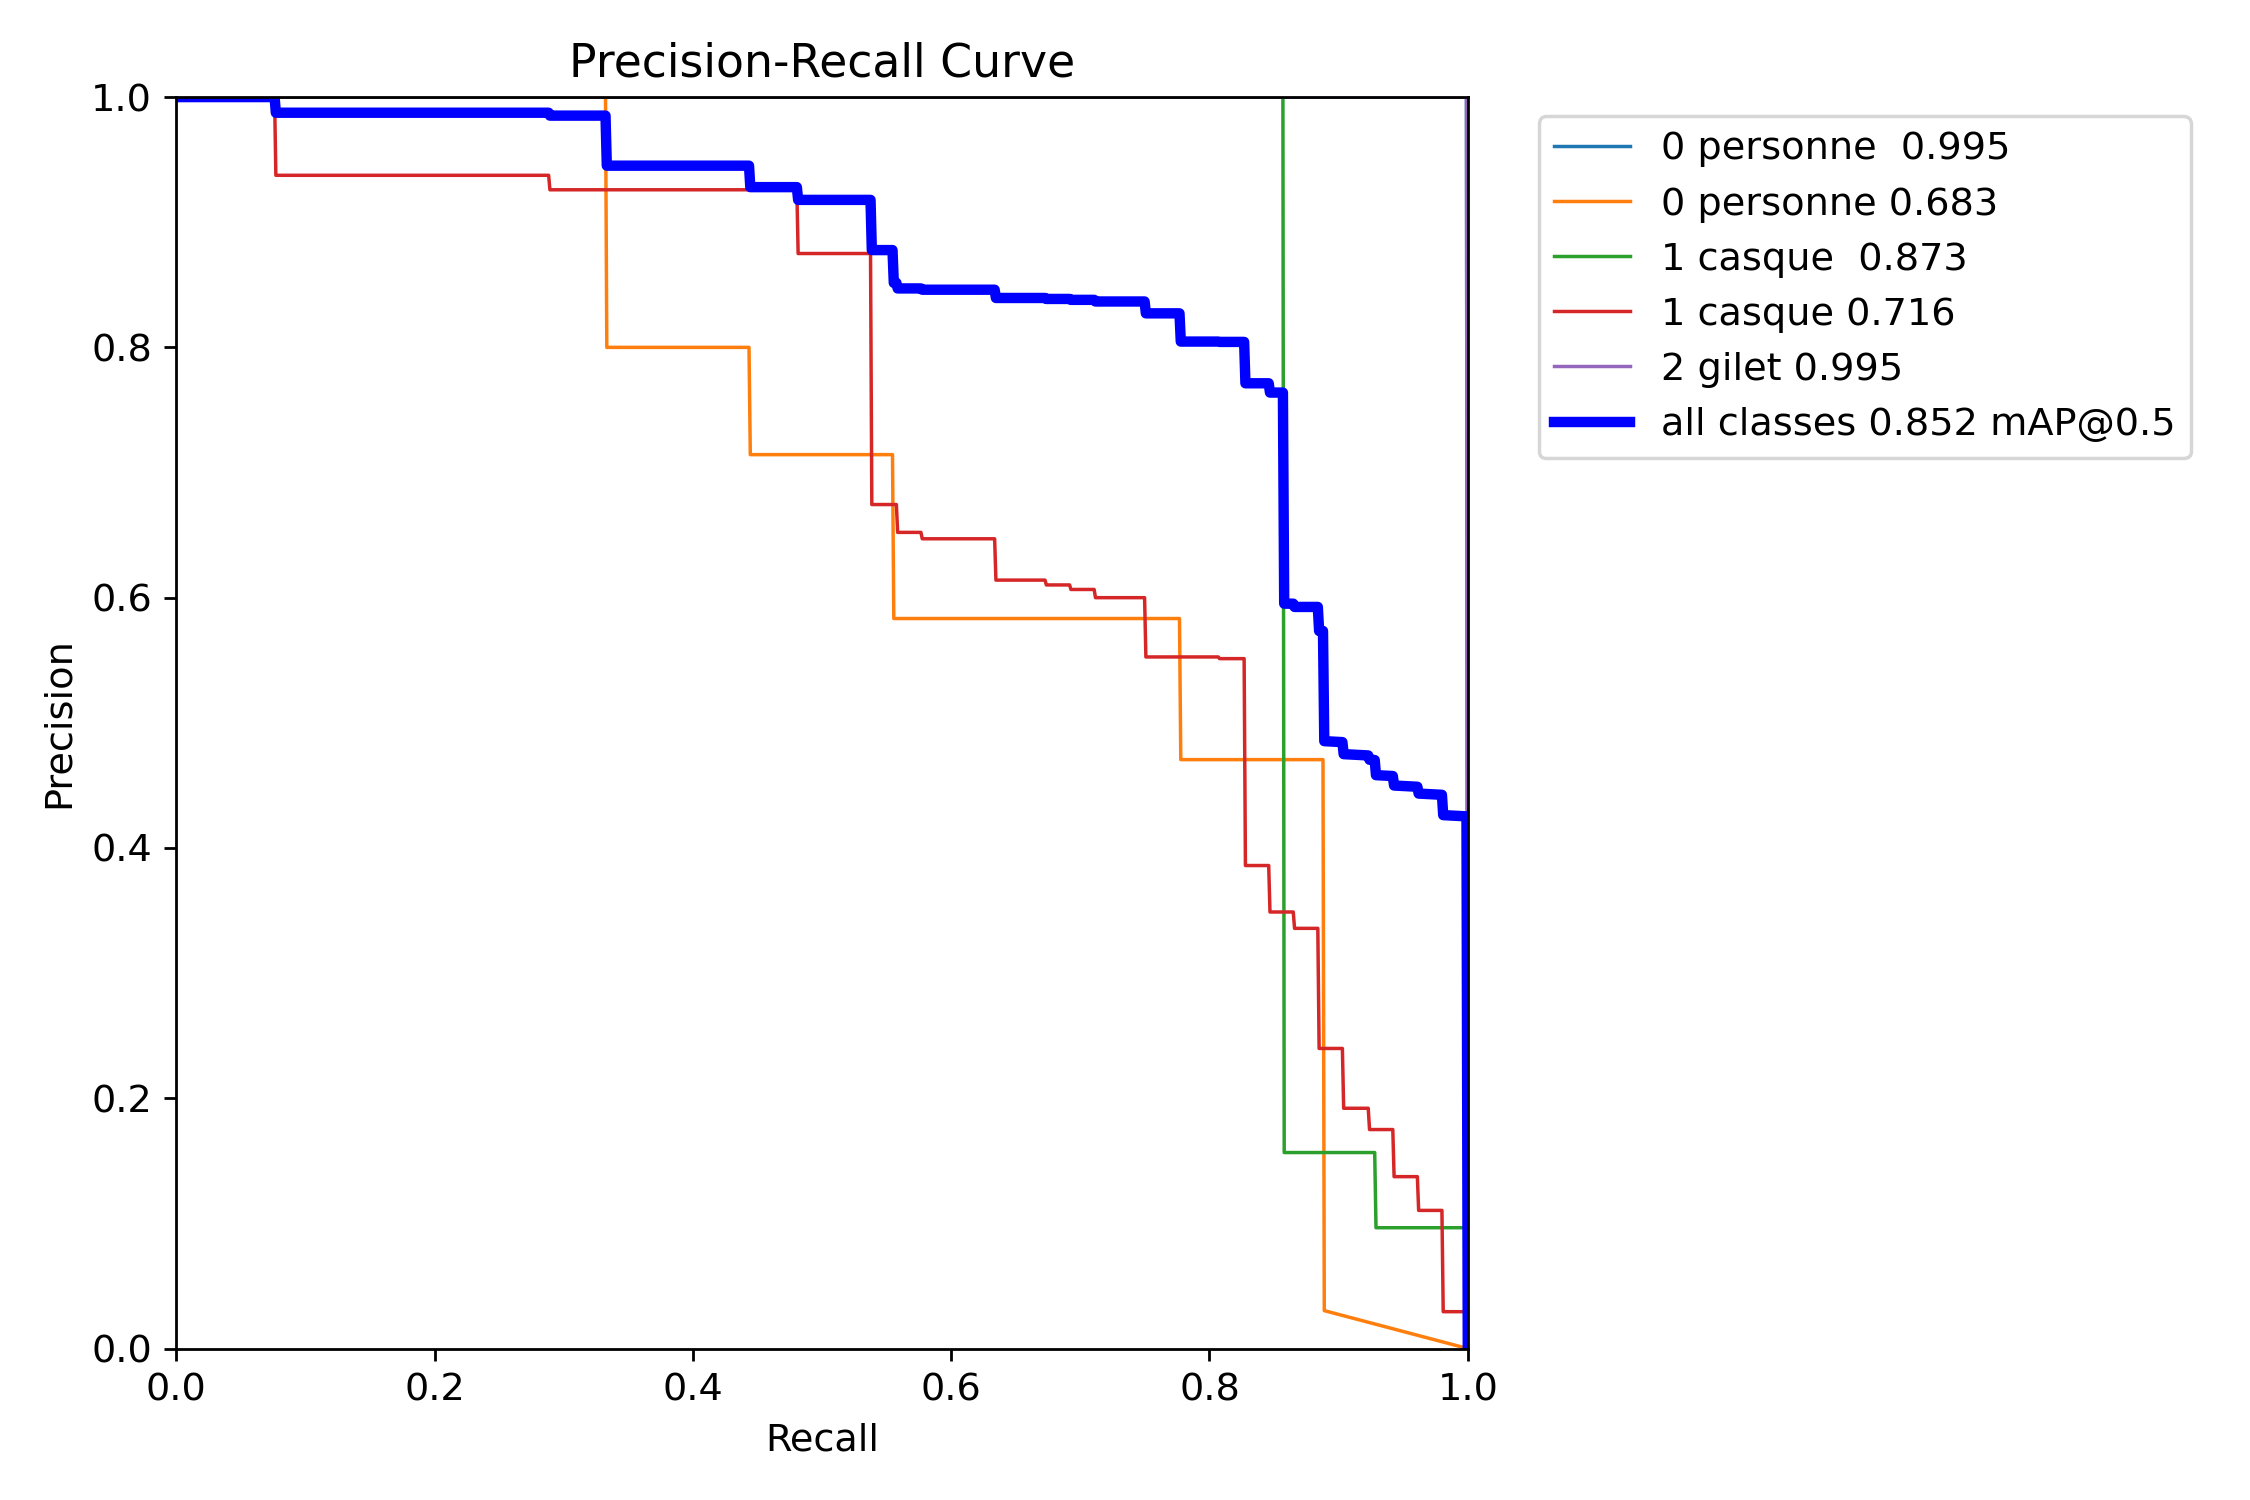 Precision-Recall Curve
1.0
0.8
0.6
0.4
0.2
0.0
Precision
0.0 0.2 0.4 0.6 0.8 1.0
Recall
0 personne  0.995
0 personne 0.683
1 casque  0.873
1 casque 0.716
2 gilet 0.995
all classes 0.852 mAP@0.5